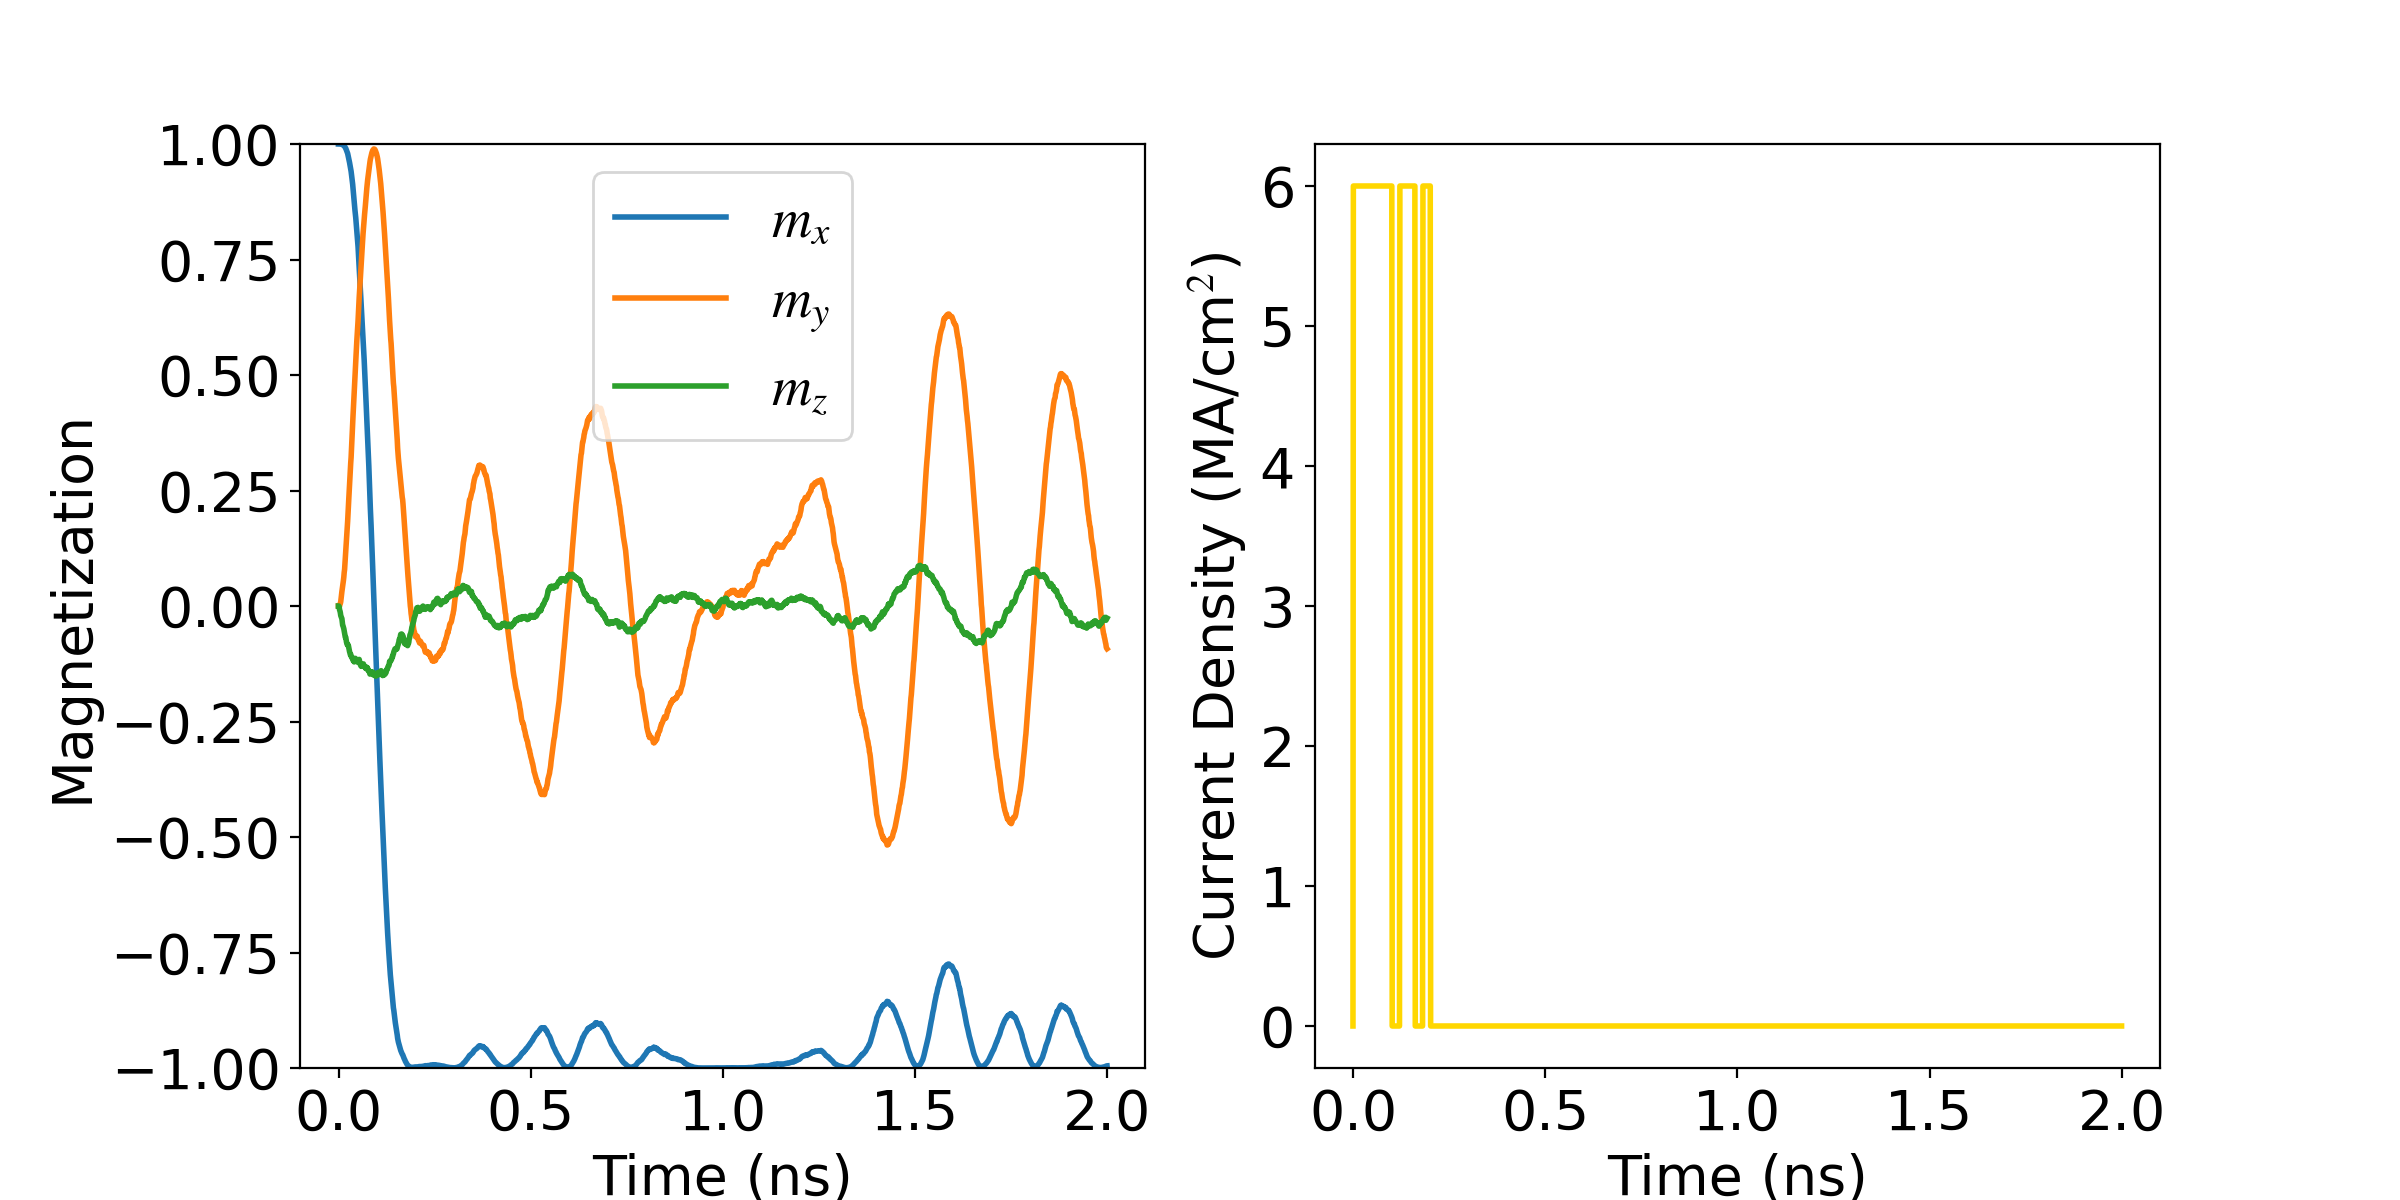 1.00
0.75
0.50
0.25
0.00
−0.25
−0.50
−0.75
−1.00
Magnetization
0.0 0.5 1.0 1.5 2.0
Time (ns)
m_x
m_y
m_z
6
5
4
3
2
1
0
Current Density (MA/cm²)
0.0 0.5 1.0 1.5 2.0
Time (ns)